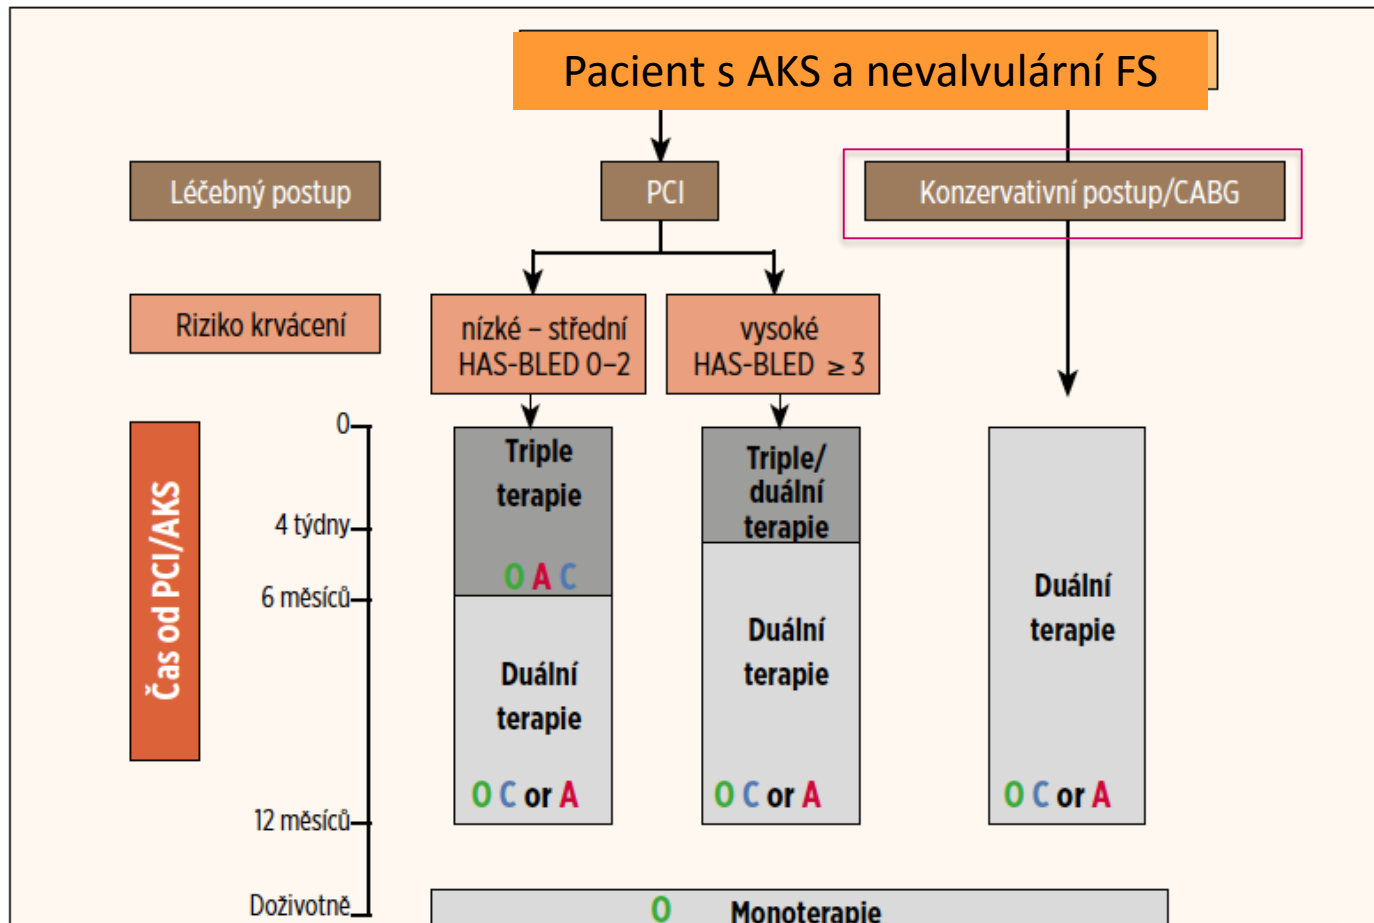 Pacient s AKS a nevalvulární FS
Léčebný postup
PCI
Konzervativní postup/CABG
Riziko krvácení
nízké – střední
HAS-BLED 0–2
vysoké
HAS-BLED ≥ 3
Čas od PCI/AKS
0
4 týdny
6 měsíců
12 měsíců
Doživotně
Triple
terapie
O A C
Duální
terapie
O C or A
Triple/
duální
terapie
Duální
terapie
O C or A
Duální
terapie
O C or A
O Monoterapie